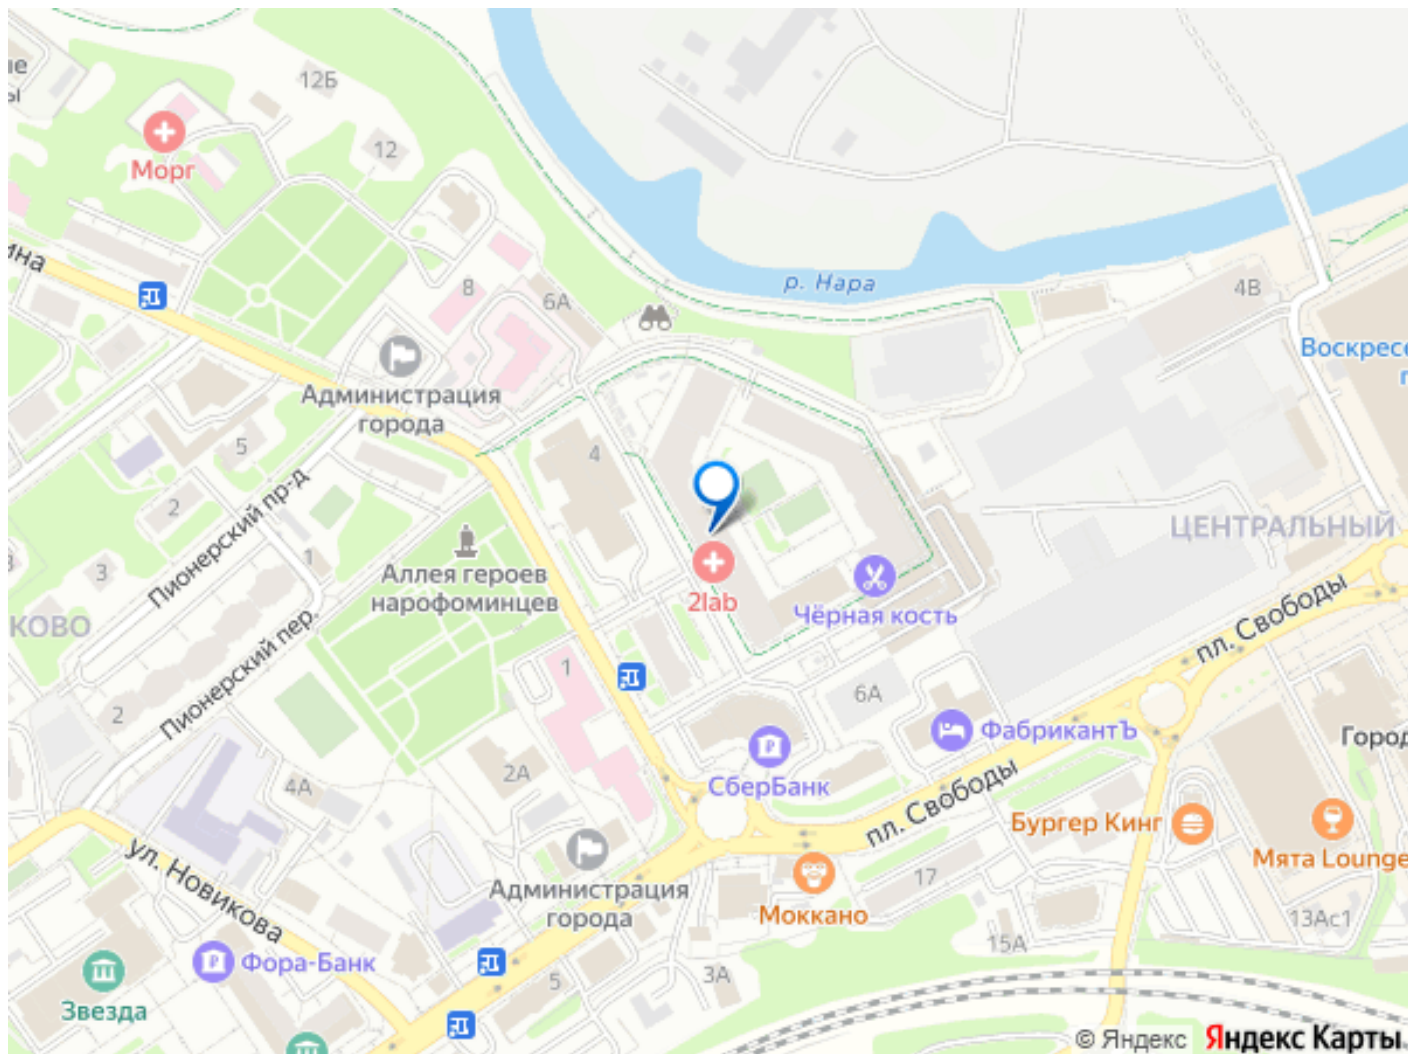 12Б
12
Морг
р. Нара
4В
8
6А
Администрация
города
5
4
2
Пионерский пр-д
1
3
Аллея героев
нарофоминцев
2lab
Чёрная кость
ЦЕНТРАЛЬНЫЙ
пл. Свободы
Пионерский пер.
2
1
6А
ФабрикантЪ
СберБанк
2А
4А
пл. Свободы
Бургер Кинг
Мята Lounge
ул. Новикова
Администрация
города
Моккано
17
13Ас1
15А
Фора-Банк
Звезда
5
3А
© Яндекс Яндекс Карты